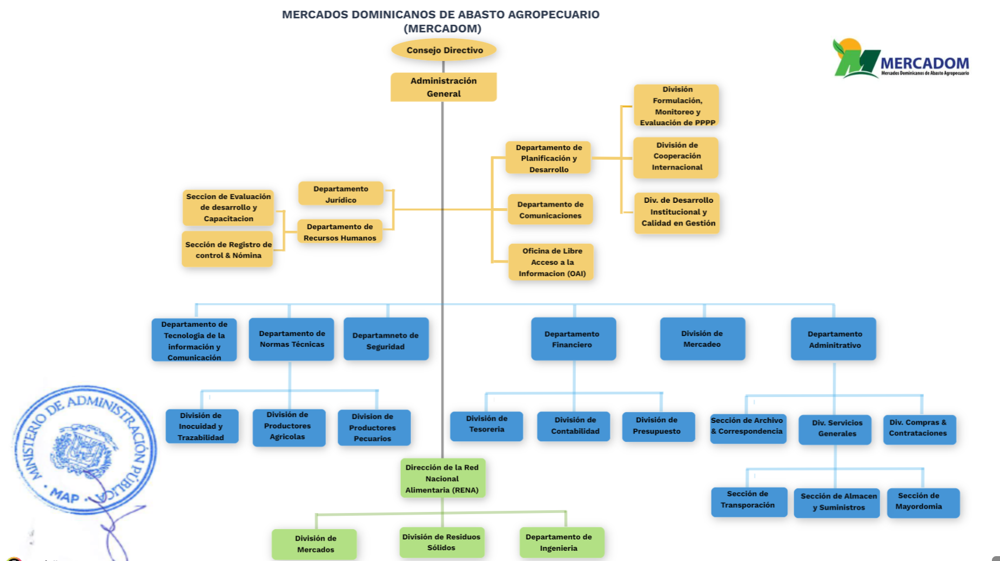 MERCADOS DOMINICANOS DE ABASTO AGROPECUARIO
(MERCADOM)
Consejo Directivo
Administración
General
MERCADOM
Mercados Dominicanos de Abasto Agropecuario
División
Formulación,
Monitoreo y
Evaluación de PPPP
Departamento de
Planificación y
Desarrollo
División de
Cooperación
Internacional
Departamento
Jurídico
Seccion de Evaluación
de desarrollo y
Capacitacion
Departamento de
Comunicaciones
Div. de Desarrollo
Institucional y
Calidad en Gestión
Departamento de
Recursos Humanos
Sección de Registro de
control & Nómina
Oficina de Libre
Acceso a la
Informacion (OAI)
Departamento de
Tecnologia de la
información y
Comunicación
Departamento de
Normas Técnicas
Departamneto de
Seguridad
Departamento
Financiero
División de
Mercadeo
Departamento
Adminitrativo
División de
Inocuidad y
Trazabilidad
División de
Productores
Agricolas
Division de
Productores
Pecuarios
División de
Tesoreria
División de
Contabilidad
División de
Presupuesto
Sección de Archivo
& Correspondencia
Div. Servicios
Generales
Div. Compras &
Contrataciones
MINISTERIO DE ADMINISTRACIÓN PÚBLICA
· MAP ·
Dirección de la Red
Nacional
Alimentaria (RENA)
Sección de
Transporación
Sección de Almacen
y Suministros
Sección de
Mayordomia
División de
Mercados
División de Residuos
Sólidos
Departamento de
Ingenieria